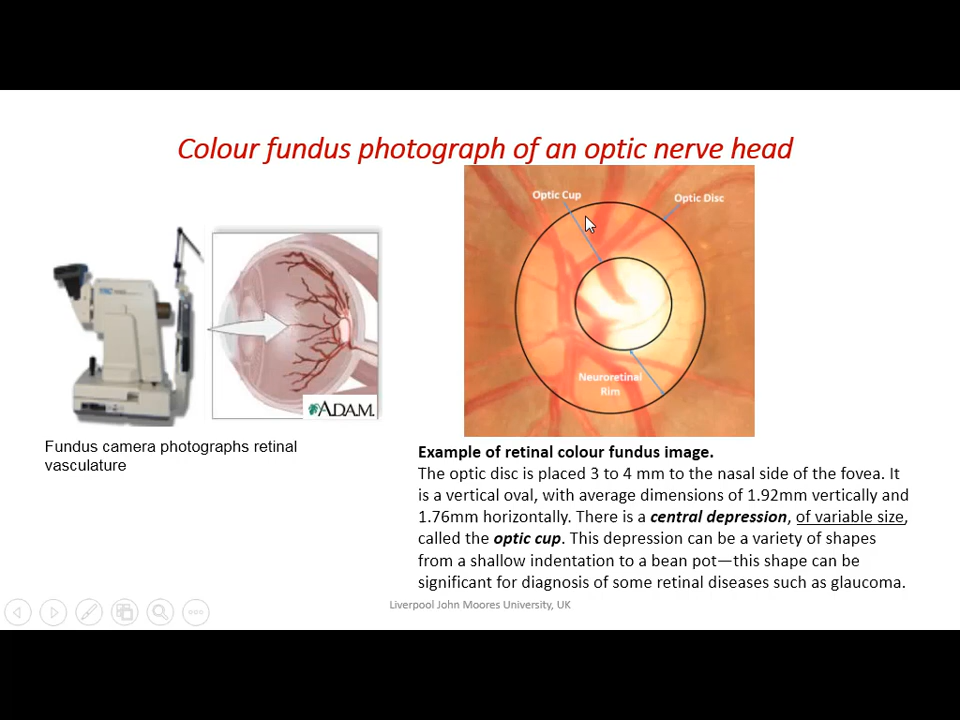 Colour fundus photograph of an optic nerve head
Optic Cup
Optic Disc
Neuroretinal
Rim
ADAM.
Fundus camera photographs retinal
vasculature
Example of retinal colour fundus image.
The optic disc is placed 3 to 4 mm to the nasal side of the fovea. It
is a vertical oval, with average dimensions of 1.92mm vertically and
1.76mm horizontally. There is a central depression, of variable size,
called the optic cup. This depression can be a variety of shapes
from a shallow indentation to a bean pot—this shape can be
significant for diagnosis of some retinal diseases such as glaucoma.
Liverpool John Moores University, UK